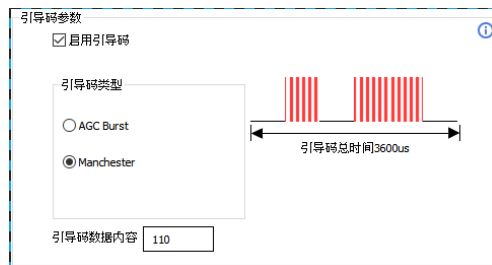 引导码参数
启用引导码
引导码类型
AGC Burst
Manchester
引导码总时间3600us
引导码数据内容 110